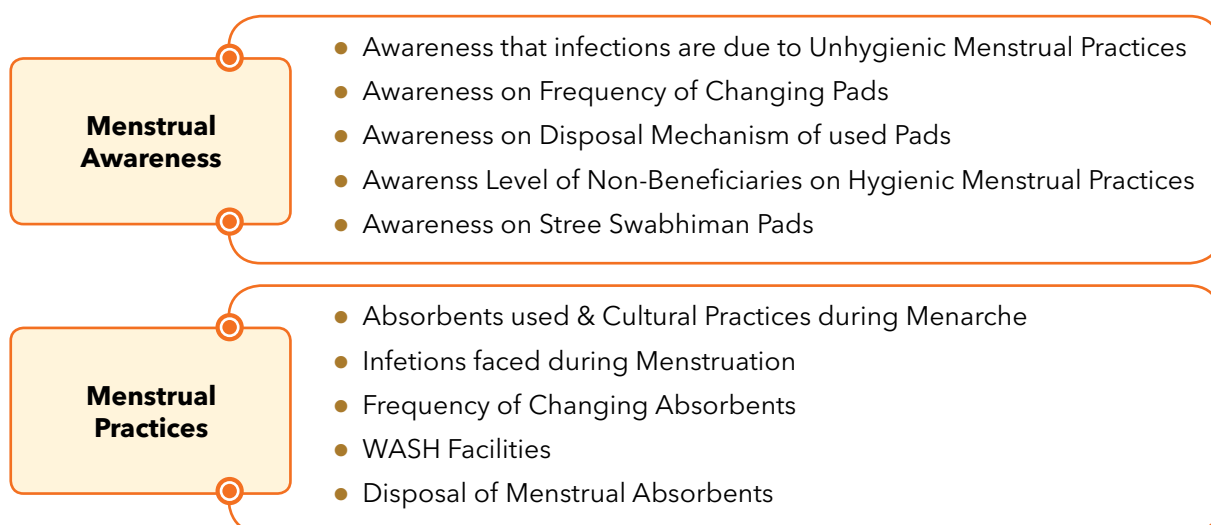 Menstrual
Awareness
Awareness that infections are due to Unhygienic Menstrual Practices
Awareness on Frequency of Changing Pads
Awareness on Disposal Mechanism of used Pads
Awarenss Level of Non-Beneficiaries on Hygienic Menstrual Practices
Awareness on Stree Swabhiman Pads
Menstrual
Practices
Absorbents used & Cultural Practices during Menarche
Infetions faced during Menstruation
Frequency of Changing Absorbents
WASH Facilities
Disposal of Menstrual Absorbents